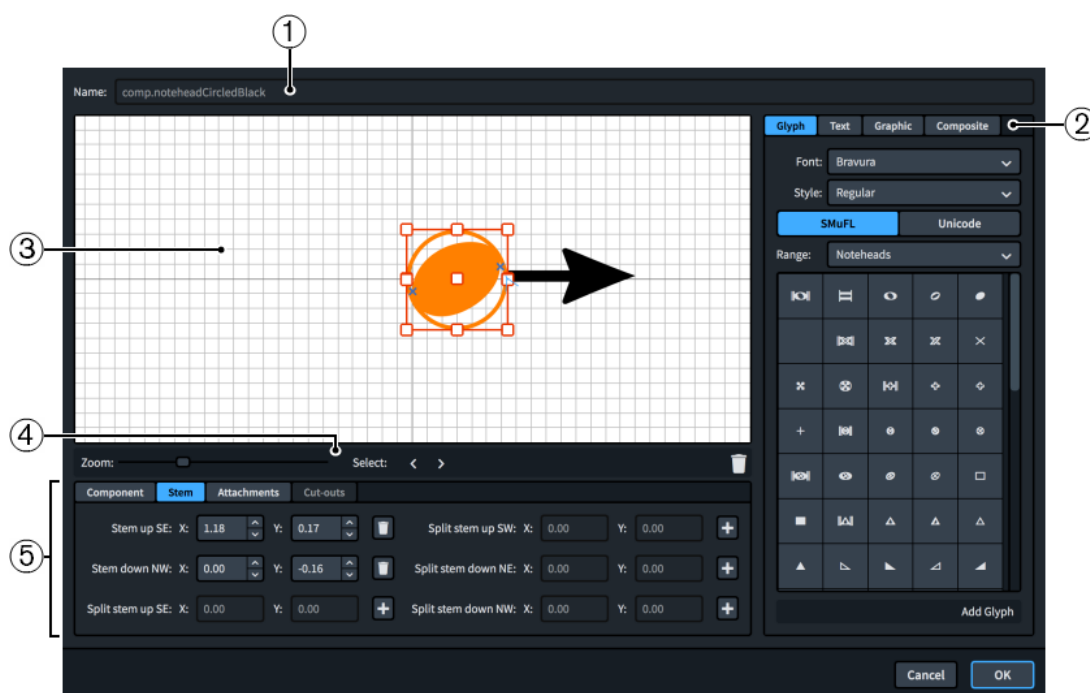 ①
Name: comp.noteheadCircledBlack
Glyph Text Graphic Composite ②
Font: Bravura
Style: Regular
SMuFL Unicode
Range: Noteheads
③
④
Zoom: Select: < >
Component Stem Attachments Cut-outs
Stem up SE: X: 1.18 Y: 0.17 Split stem up SW: X: 0.00 Y: 0.00
⑤
Stem down NW: X: 0.00 Y: -0.16 Split stem down NE: X: 0.00 Y: 0.00
Split stem up SE: X: 0.00 Y: 0.00 Split stem down NW: X: 0.00 Y: 0.00
Add Glyph
Cancel OK